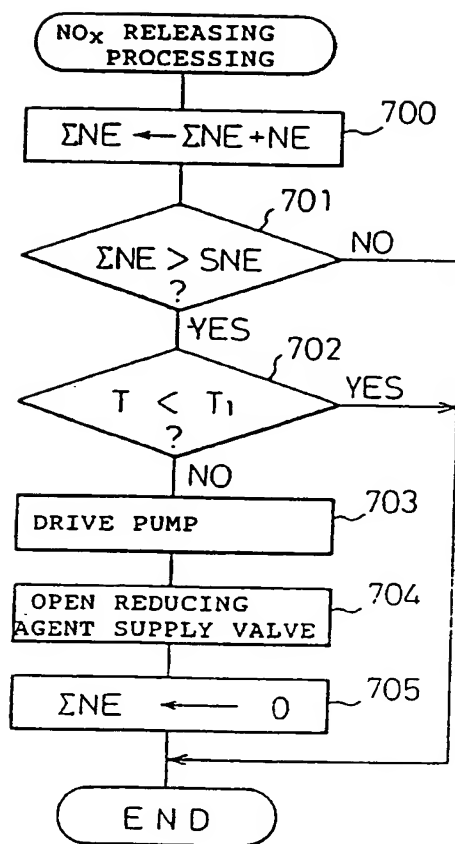 NOx RELEASING
PROCESSING
700
ΣNE ← ΣNE+NE
701
ΣNE > SNE
?
NO
YES
702
T < T1
?
YES
NO
703
DRIVE PUMP
704
OPEN REDUCING
AGENT SUPPLY VALVE
705
ΣNE ← 0
END